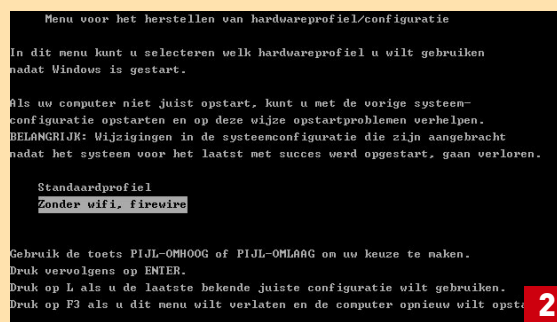 Menu voor het herstellen van hardwareprofiel/configuratie
In dit menu kunt u selecteren welk hardwareprofiel u wilt gebruiken
nadat Windows is gestart.
Als uw computer niet juist opstart, kunt u met de vorige systeem-
configuratie opstarten en op deze wijze opstartproblemen verhelpen.
BELANGRIJK: Wijzigingen in de systeemconfiguratie die zijn aangebracht
nadat het systeem voor het laatst met succes werd opgestart, gaan verloren.
Standaardprofiel
Zonder wifi, firewire
Gebruik de toets PIJL-OMHOOG of PIJL-OMLAAG om uw keuze te maken.
Druk vervolgens op ENTER.
Druk op L als u de laatste bekende juiste configuratie wilt gebruiken.
Druk op F3 als u dit menu wilt verlaten en de computer opnieuw wilt
2